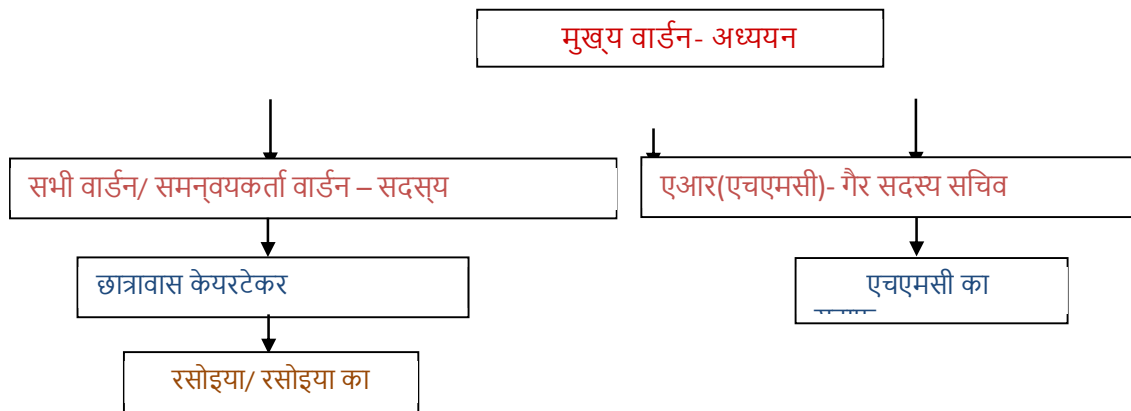 मुख्य वार्डन- अध्ययन
सभी वार्डन/ समन्वयकर्ता वार्डन – सदस्य
एआर(एचएमसी)- गैर सदस्य सचिव
छात्रावास केयरटेकर
एचएमसी का
रसोइया/ रसोइया का